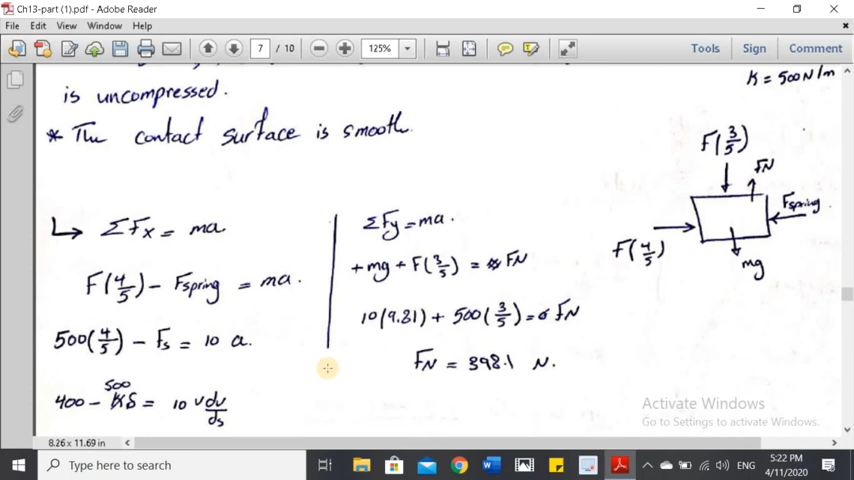 Ch13-part (1).pdf - Adobe Reader
File Edit View Window Help
7 / 10
125%
Tools Sign Comment
is uncompressed.
K = 500 N/m
* The contact surface is smooth.
F(3/5)
FN
Fspring
F(4/5)
mg
ΣFx = ma
F(4/5) - Fspring = ma.
500(4/5) - Fs = 10 a.
500
400 - Kδ = 10 v dv/ds
ΣFy = ma.
+mg + F(3/5) = FN
10(9.81) + 500(3/5) = FN
FN = 398.1 N.
Activate Windows
Go to Settings to activate Windows.
8.26 x 11.69 in
Type here to search
ENG
5:22 PM
4/11/2020